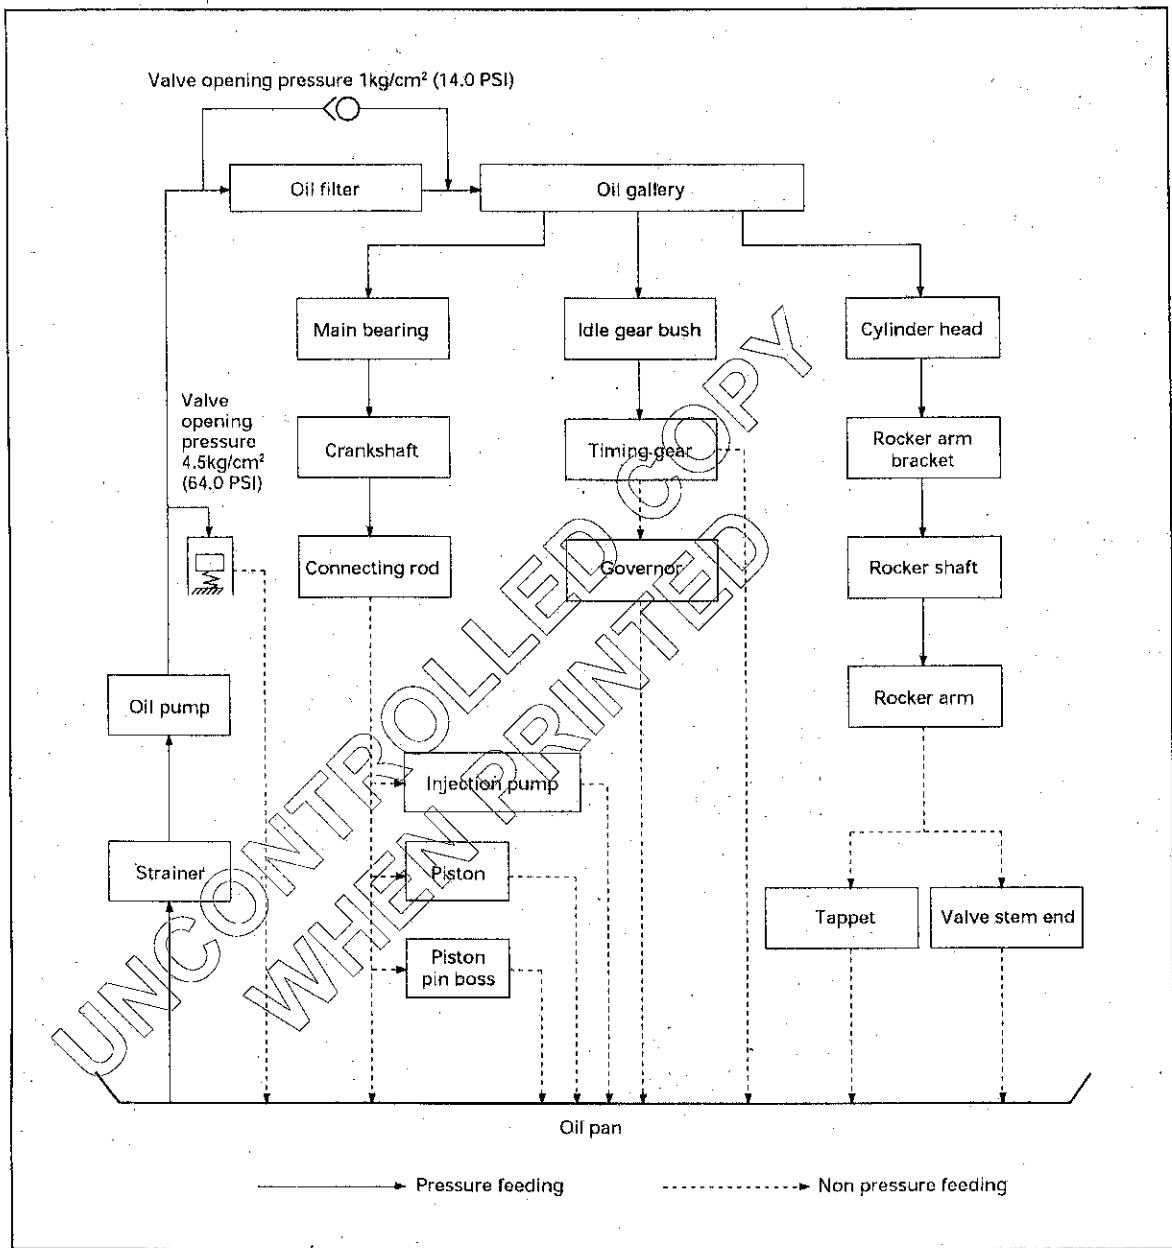 Valve opening pressure 1kg/cm² (14.0 PSI)
Oil filter
Oil gallery
Main bearing
Idle gear bush
Cylinder head
Valve
opening
pressure
4.5kg/cm²
(64.0 PSI)
Crankshaft
Timing gear
Rocker arm
bracket
Connecting rod
Governor
Rocker shaft
Oil pump
Rocker arm
Injection pump
Strainer
Piston
Tappet
Valve stem end
Piston
pin boss
Oil pan
Pressure feeding
Non pressure feeding
UNCONTROLLED COPY
WHEN PRINTED